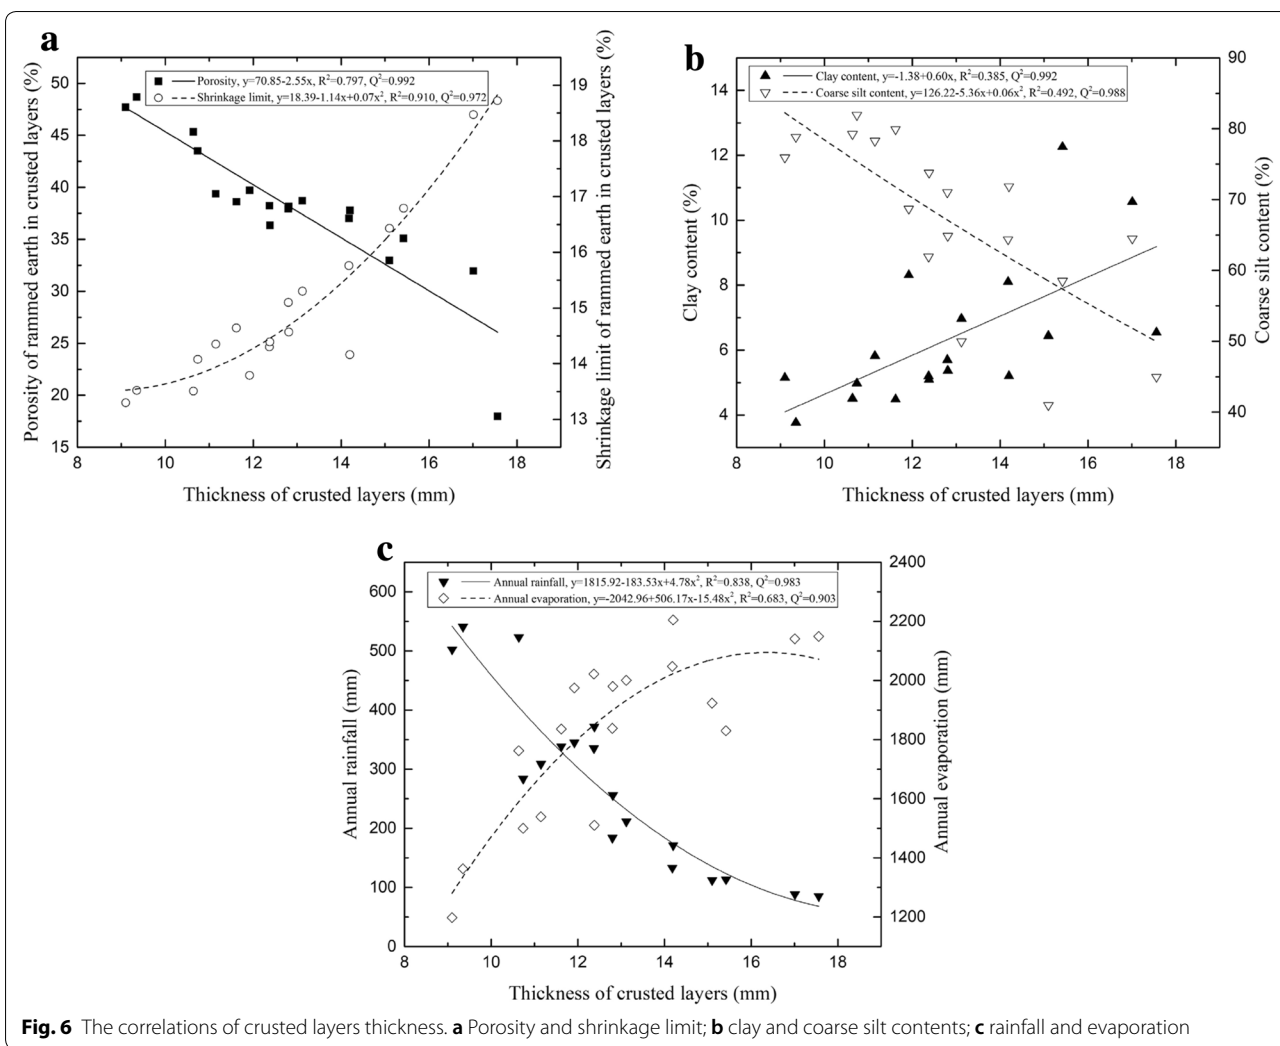 a
Porosity of rammed earth in crusted layers (%)
50
45
40
35
30
25
20
15
Porosity, y=70.85-2.55x, R²=0.797, Q²=0.992
Shrinkage limit, y=18.39-1.14x+0.07x², R²=0.910, Q²=0.972
19
18
17
16
15
14
13
Shrinkage limit of rammed earth in crusted layers (%)
8 10 12 14 16 18
Thickness of crusted layers (mm)
b
Clay content (%)
14
12
10
8
6
4
Clay content, y=-1.38+0.60x, R²=0.385, Q²=0.992
Coarse silt content, y=126.22-5.36x+0.06x², R²=0.492, Q²=0.988
90
80
70
60
50
40
Coarse silt content (%)
8 10 12 14 16 18
Thickness of crusted layers (mm)
c
Annual rainfall (mm)
600
500
400
300
200
100
0
Annual rainfall, y=1815.92-183.53x+4.78x², R²=0.838, Q²=0.983
Annual evaporation, y=-2042.96+506.17x-15.48x², R²=0.683, Q²=0.903
2400
2200
2000
1800
1600
1400
1200
Annual evaporation (mm)
8 10 12 14 16 18
Thickness of crusted layers (mm)
Fig. 6 The correlations of crusted layers thickness. a Porosity and shrinkage limit; b clay and coarse silt contents; c rainfall and evaporation